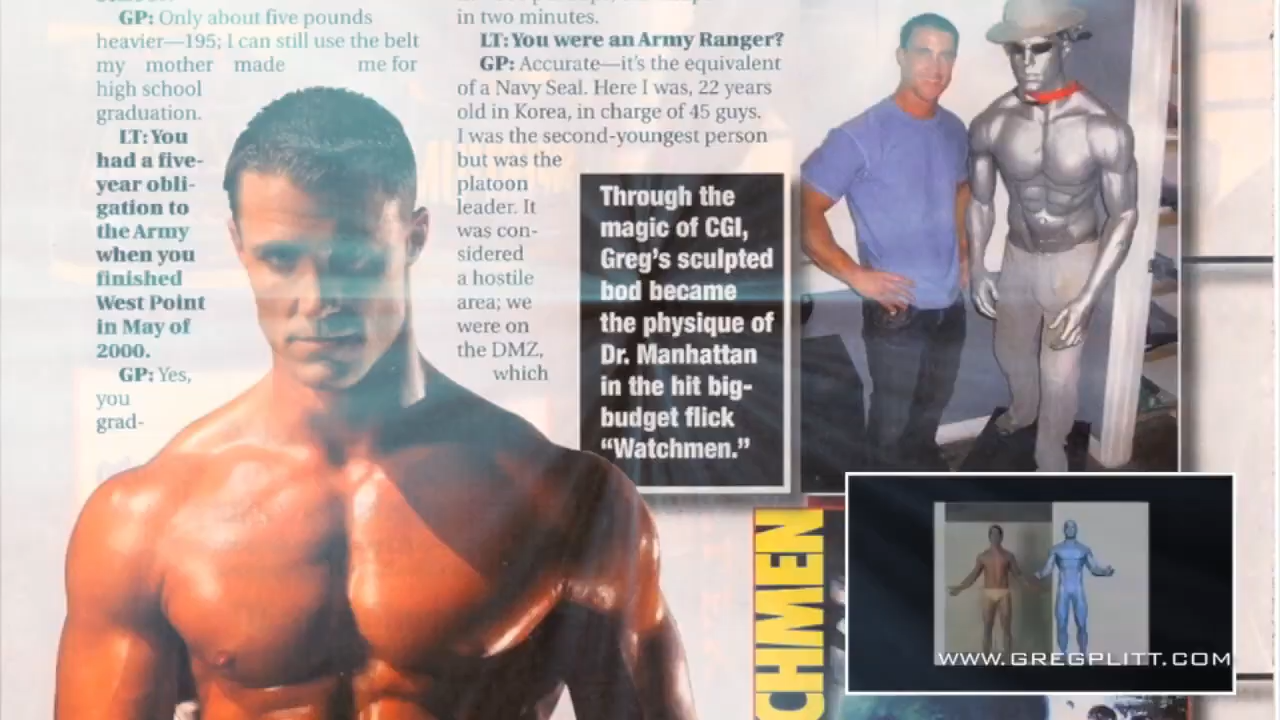 GP: Only about five pounds
heavier—195; I can still use the belt
my mother made me for
high school
graduation.
LT: You
had a five-
year obli-
gation to
the Army
when you
finished
West Point
in May of
2000.
GP: Yes,
you
grad-
in two minutes.
LT: You were an Army Ranger?
GP: Accurate—it's the equivalent
of a Navy Seal. Here I was, 22 years
old in Korea, in charge of 45 guys.
I was the second-youngest person
but was the
platoon
leader. It
was con-
sidered
a hostile
area; we
were on
the DMZ,
which
Through the
magic of CGI,
Greg's sculpted
bod became
the physique of
Dr. Manhattan
in the hit big-
budget flick
“Watchmen.”
CHMEN
WWW.GREGPLITT.COM